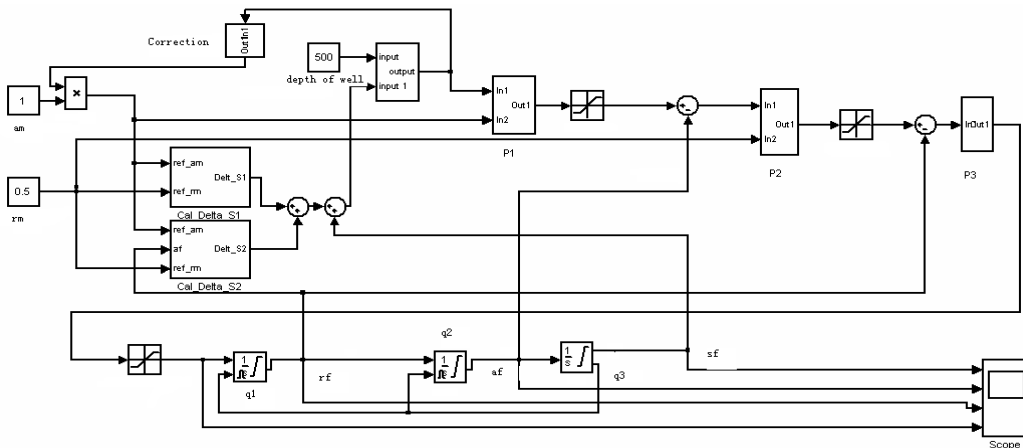 Correction
Out1
In1
500
depth of well
input
output
input 1
1
am
×
In1
Out1
In2
P1
In1
Out1
In2
P2
In1
Out1
P3
0.5
rm
ref_am
Delt_S1
ref_rm
Cal_Delta_S1
ref_am
af
Delt_S2
ref_rm
Cal_Delta_S2
q2
1
s
q1
rf
1
s
af
1
s
q3
sf
Scope